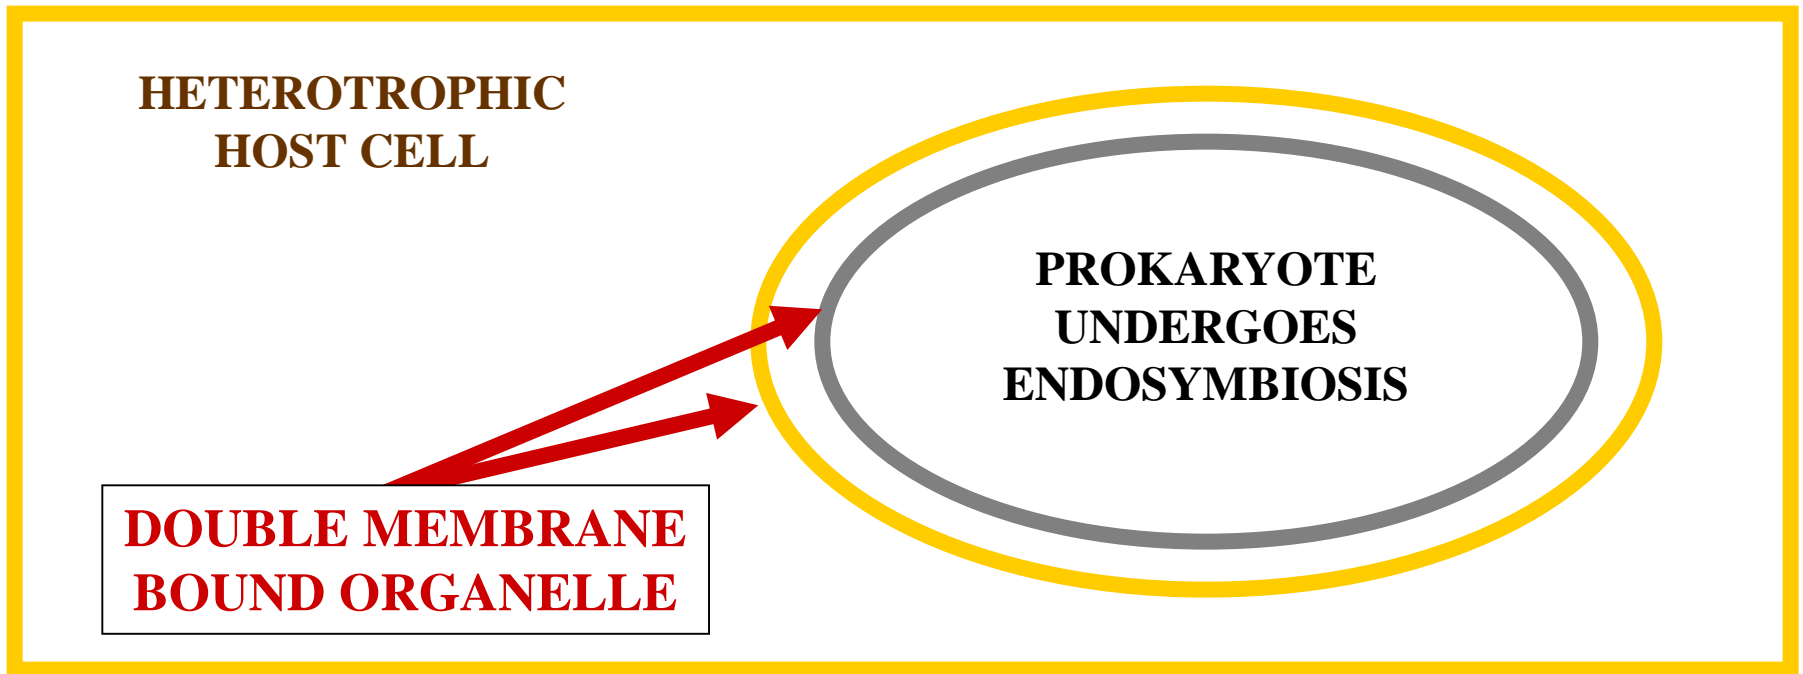 HETEROTROPHIC
HOST CELL
PROKARYOTE
UNDERGOES
ENDOSYMBIOSIS
DOUBLE MEMBRANE
BOUND ORGANELLE